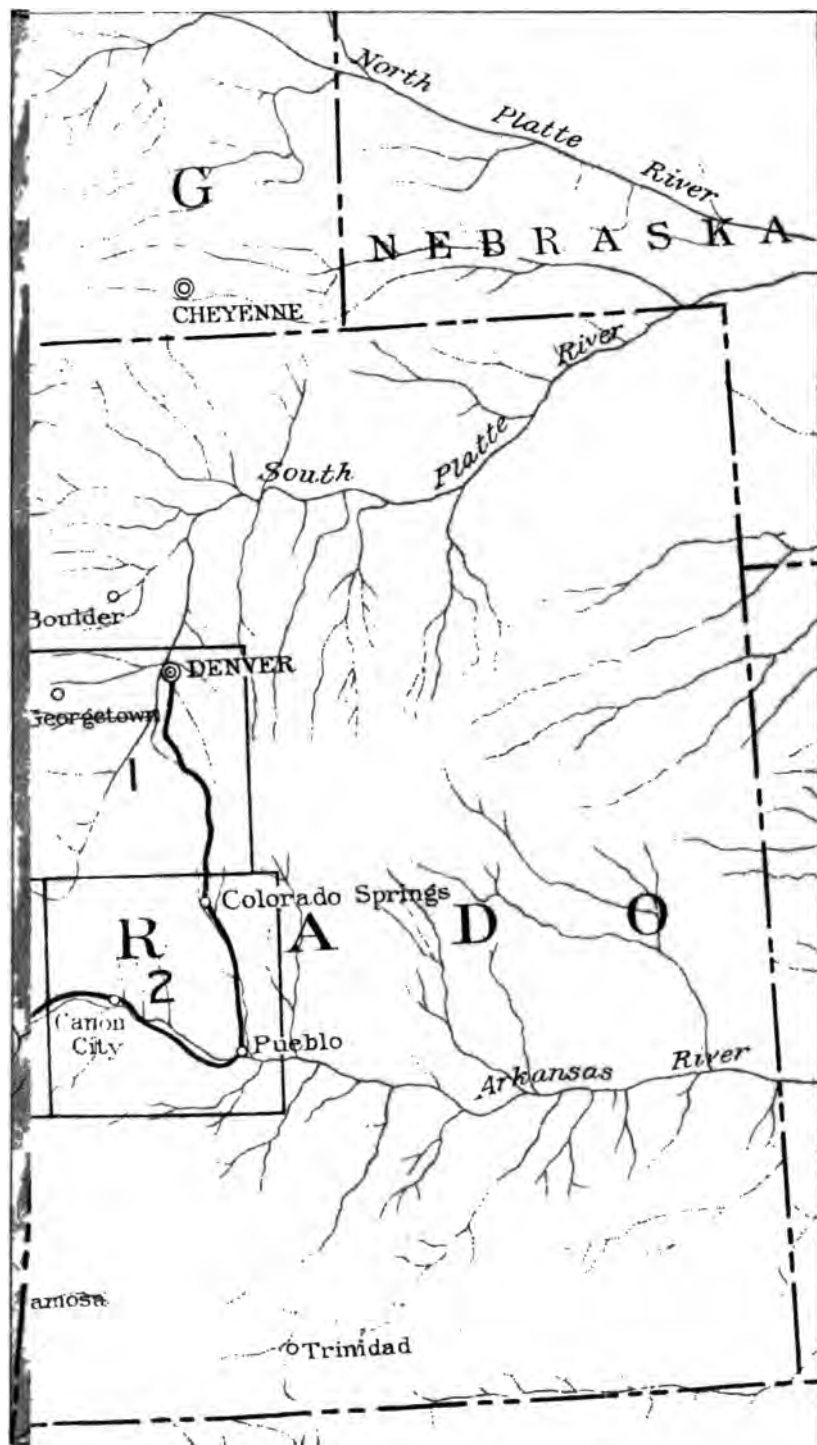 North Platte River
G
NEBRASKA
CHEYENNE
South Platte River
Boulder
DENVER
Georgetown
1
Colorado Springs
R A D O
2
Canon
City
Pueblo
Arkansas River
amosa
Trinidad